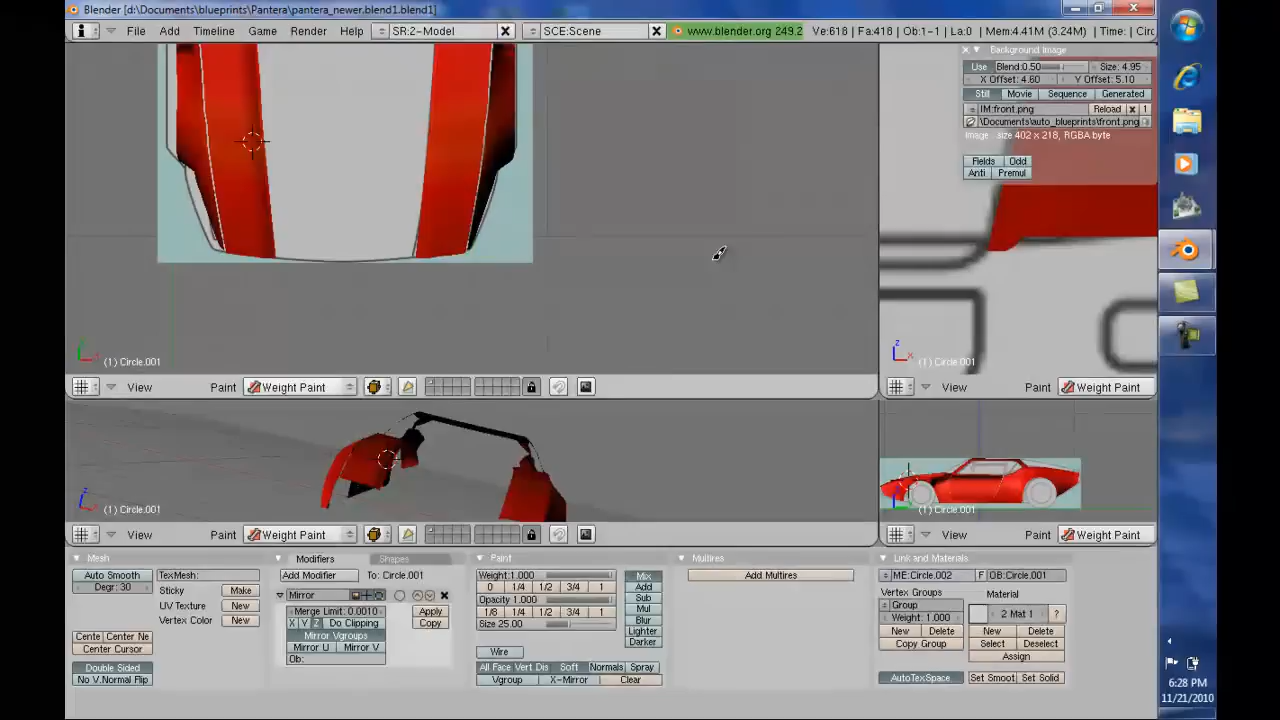 Blender [d:\Documents\blueprints\Pantera\pantera_newer.blend1.blend1]
File Add Timeline Game Render Help SR:2-Model SCE:Scene www.blender.org 249.2 Ve:616 | Fa:416 | Ob:1-1 | La:0 | Mem:4.41M (3.24M) | Time: | Circ
Background Image
Use Blend:0.50 Size: 4.95
X Offset: 4.60 Y Offset: 5.10
Still Movie Sequence Generated
IM:front.png Reload 1
\Documents\auto_blueprints\front.png
Image: size 402 x 218, RGBA byte
Fields Odd
Anti Premul
(1) Circle.001
(1) Circle.001
View Paint Weight Paint
View Paint Weight Paint
(1) Circle.001
(1) Circle.001
View Paint Weight Paint
View Paint Weight Paint
Mesh
Auto Smooth
Degr: 30
TexMesh:
Sticky Make
UV Texture New
Vertex Color New
Cente Center Ne
Center Cursor
Double Sided
No V.Normal Flip
Modifiers Shapes
Add Modifier To: Circle.001
Mirror
Merge Limit: 0.0010
X Y Z Do Clipping
Mirror Vgroups
Mirror U Mirror V
Ob:
Apply
Copy
Paint
Weight:1.000
0 1/4 1/2 3/4 1
Opacity 1.000
1/8 1/4 1/2 3/4 1
Size 25.00
Mix
Add
Sub
Mul
Blur
Lighter
Darker
Wire
All Face Vert Dis Soft Normals Spray
Vgroup X-Mirror Clear
Multires
Add Multires
Link and Materials
ME:Circle.002 F OB:Circle.001
Vertex Groups
Group
Weight: 1.000
New Delete
Copy Group
Material
2 Mat 1 ?
New Delete
Select Deselect
Assign
AutoTexSpace Set Smoot Set Solid
6:28 PM
11/21/2010